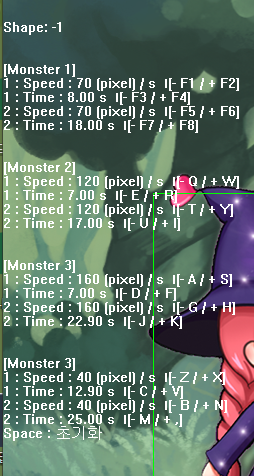 Shape: -1
[Monster 1]
1 : Speed : 70 (pixel) / s I[- F1 / + F2]
1 : Time : 8.00 s I[- F3 / + F4]
2 : Speed : 70 (pixel) / s I[- F5 / + F6]
2 : Time : 18.00 s I[- F7 / + F8]
[Monster 2]
1 : Speed : 120 (pixel) / s I[- Q / + W]
1 : Time : 7.00 s I[- E / + R]
2 : Speed : 120 (pixel) / s I[- T / + Y]
2 : Time : 17.00 s I[- U / + I]
[Monster 3]
1 : Speed : 160 (pixel) / s I[- A / + S]
1 : Time : 7.00 s I[- D / + F]
2 : Speed : 160 (pixel) / s I[- G / + H]
2 : Time : 22.90 s I[- J / + K]
[Monster 3]
1 : Speed : 40 (pixel) / s I[- Z / + X]
1 : Time : 12.90 s I[- C / + V]
2 : Speed : 40 (pixel) / s I[- B / + N]
2 : Time : 25.00 s I[- M / + ,]
Space : 초기화